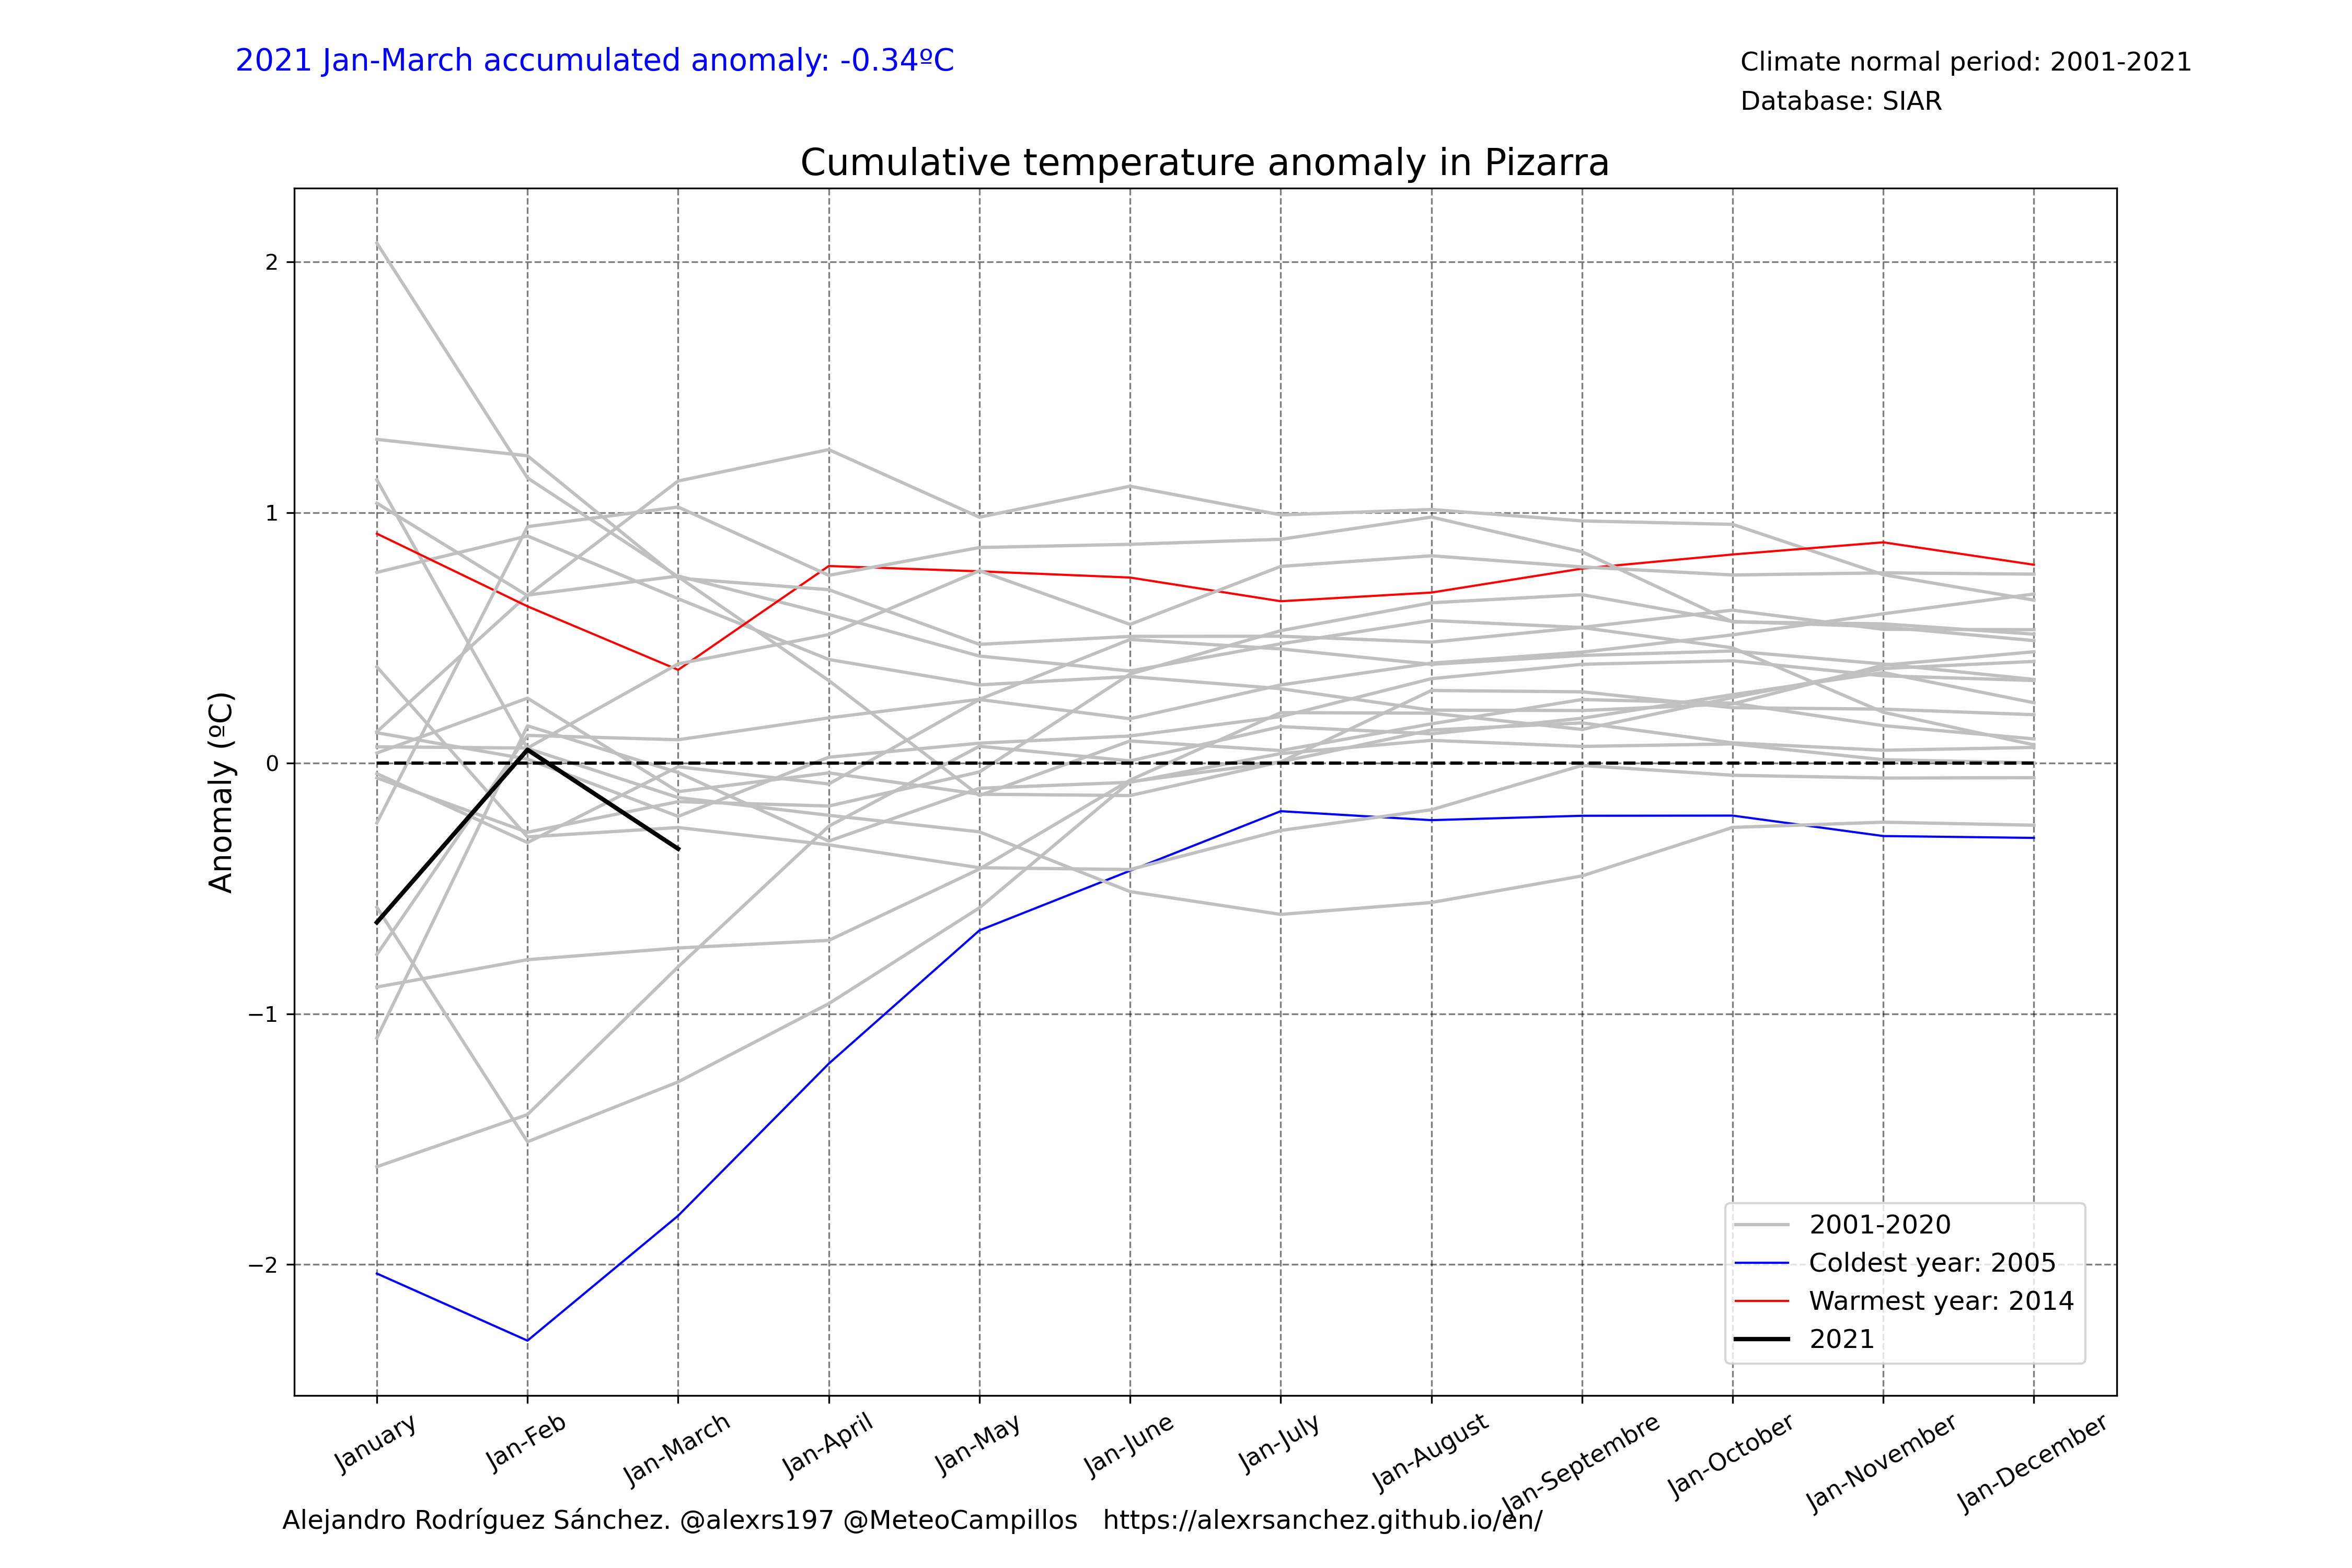 2021 Jan-March accumulated anomaly: -0.34ºC
Climate normal period: 2001-2021
Database: SIAR
Cumulative temperature anomaly in Pizarra
2
1
0
−1
−2
Anomaly (ºC)
2001-2020
Coldest year: 2005
Warmest year: 2014
2021
January
Jan-Feb
Jan-March
Jan-April
Jan-May
Jan-June
Jan-July
Jan-August
Jan-Septembre
Jan-October
Jan-November
Jan-December
Alejandro Rodríguez Sánchez. @alexrs197 @MeteoCampillos https://alexrsanchez.github.io/en/